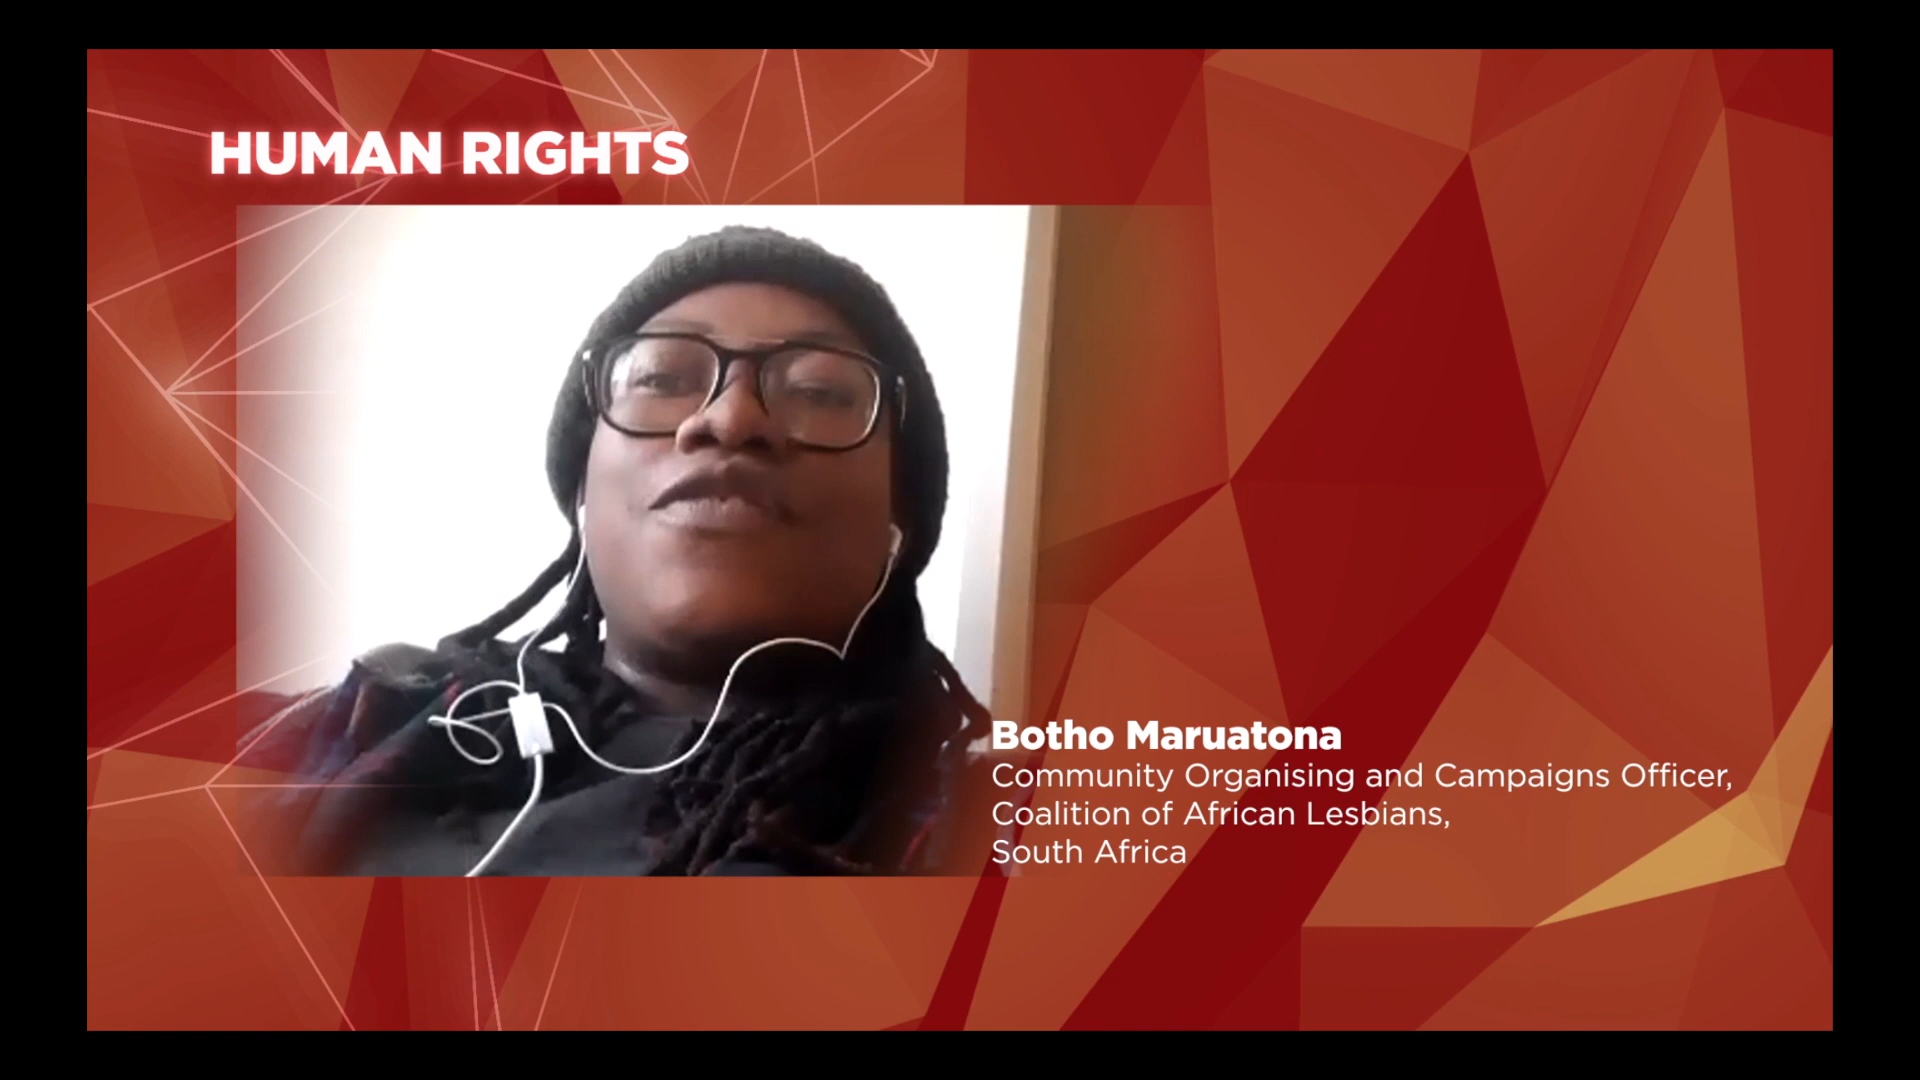 HUMAN RIGHTS
Botho Maruatona
Community Organising and Campaigns Officer,
Coalition of African Lesbians,
South Africa